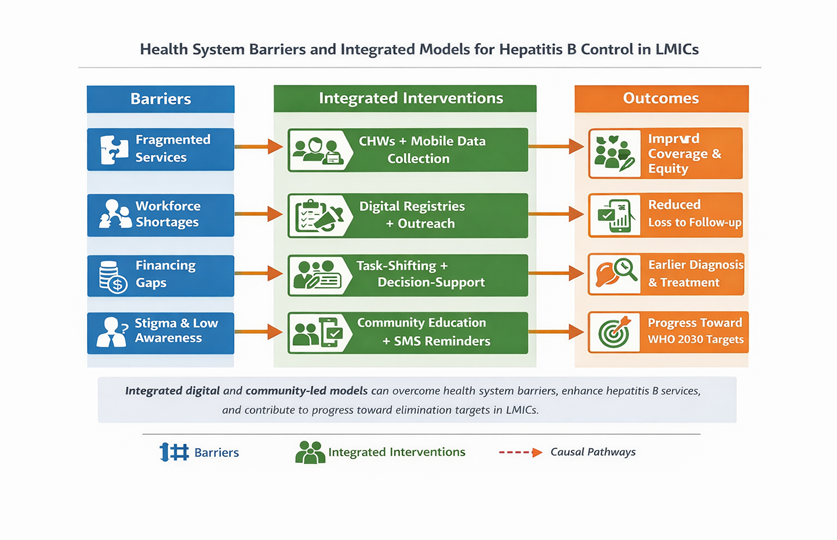 Health System Barriers and Integrated Models for Hepatitis B Control in LMICs
Barriers
Integrated Interventions
Outcomes
Fragmented
Services
CHWs + Mobile Data
Collection
Coverage &
Equity
Workforce
Shortages
Digital Registries
+ Outreach
Reduced
Loss to Follow-up
Financing
Gaps
Task-Shifting +
Decision-Support
Earlier Diagnosis
& Treatment
Stigma & Low
Awareness
Community Education
+ SMS Reminders
Progress Toward
WHO 2030 Targets
Integrated digital and community-led models can overcome health system barriers, enhance hepatitis B services,
and contribute to progress toward elimination targets in LMICs.
Barriers
Integrated Interventions
Causal Pathways